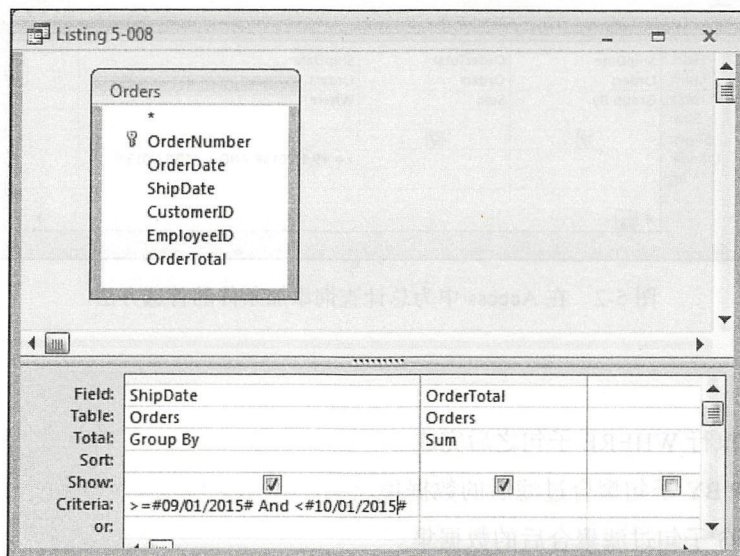 Listing 5-008
Orders
*
OrderNumber
OrderDate
ShipDate
CustomerID
EmployeeID
OrderTotal
Field: ShipDate OrderTotal
Table: Orders Orders
Total: Group By Sum
Sort:
Show:
Criteria: >=#09/01/2015# And <#10/01/2015#
or: